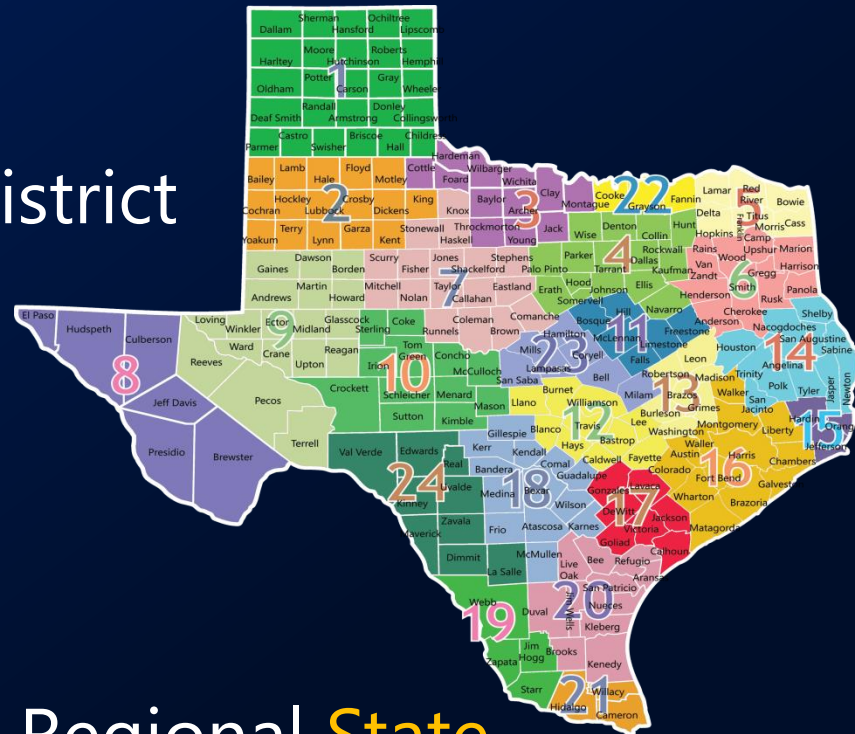 Sherman Ochiltree
Dallam Hansford Lipscomb
Moore Roberts
Hartley Hutchinson Hemphill
1
Potter Gray
Oldham Carson Wheeler
Randall Donley
Deaf Smith Armstrong Collingsworth
Castro Briscoe Childress
Parmer Swisher Hall
Hardeman
Lamb Floyd Cottle Wilbarger
Bailey Hale Motley Foard Wichita
istrict
2 3 22 5
Hockley Crosby King Baylor Clay Cooke Fannin Lamar Red River Bowie
Cochran Lubbock Dickens Knox Archer Montague Grayson Delta Titus
Franklin Morris Cass
Terry Garza Stonewall Throckmorton Jack Wise Denton Collin Hunt Hopkins Camp
Yoakum Lynn Kent Haskell Young Rockwall Rains Wood Upshur Marion
Dawson Scurry Jones Stephens Parker 4 Dallas Van Zandt 6 Gregg Harrison
Gaines Borden Fisher Shackelford Palo Pinto Tarrant Kaufman Smith
Martin Mitchell 7 Taylor Eastland Hood Johnson Ellis Henderson Rusk Panola
Andrews Howard Nolan Callahan Erath Somervell Navarro Cherokee Shelby
El Paso Loving Ector Glasscock Coke Coleman Comanche Bosque Hill Anderson Nacogdoches
Hudspeth Culberson Winkler 9 Midland Sterling Runnels Brown Hamilton 11 Freestone San Augustine
Ward Reagan Tom Green Concho Mills 23 McLennan Limestone Houston 14 Sabine
Reeves Crane Upton Irion 10 McCulloch Coryell Falls Leon Angelina
8 Lampasas Robertson Madison Trinity
Crockett San Saba Bell Milam 13 Walker Polk Tyler Jasper Newton
Jeff Davis Pecos Schleicher Menard Burnet Williamson Brazos San Jacinto
Mason Llano Burleson Grimes Hardin
Sutton Kimble 12 Travis Lee Montgomery Liberty 15 Orange
Presidio Brewster Terrell Gillespie Blanco Washington Jefferson
Val Verde Edwards Kerr Hays Bastrop Waller Harris
Kendall Caldwell Fayette Austin 16 Chambers
Real Bandera Comal Guadalupe Colorado Fort Bend
24 Uvalde Medina 18 Bexar Gonzales Lavaca Galveston
Kinney Wilson 17 Wharton Brazoria
Zavala Frio Atascosa Karnes DeWitt Jackson
Maverick Victoria Matagorda
Dimmit McMullen Goliad
La Salle Live Oak Bee Refugio Calhoun
Aransas
Webb San Patricio
19 Duval Jim Wells 20 Nueces
Kleberg
Jim Hogg Brooks
Zapata Kenedy
Starr 21 Willacy
Hidalgo
Cameron
Regional State